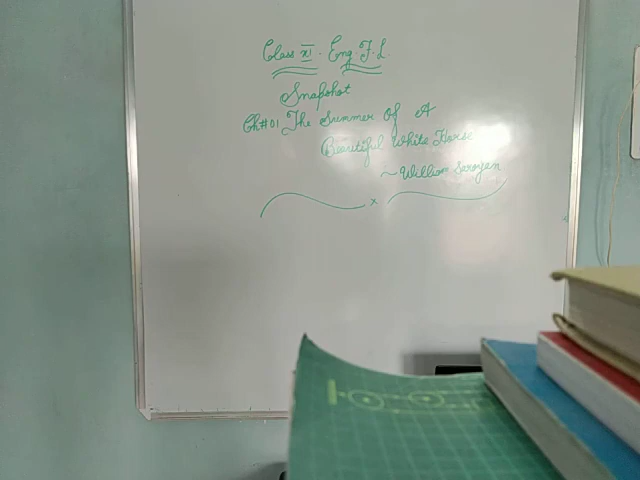 Class XI . Eng F.L.
Snapshot
Ch#01 The Summer Of A
Beautiful White Horse
~ William Saroyan
x